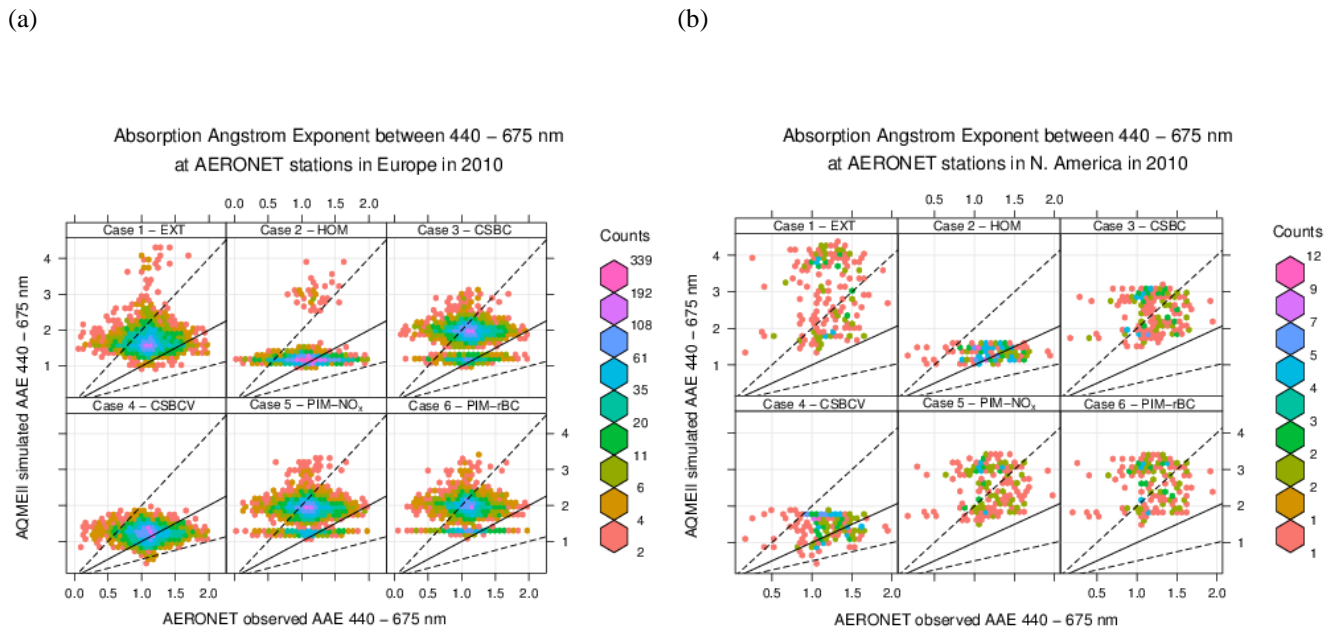 (a)
Absorption Angstrom Exponent between 440 – 675 nm
at AERONET stations in Europe in 2010
0.0 0.5 1.0 1.5 2.0
Case 1 – EXT
Case 2 – HOM
Case 3 – CSBC
Case 4 – CSBCV
Case 5 – PIM–NOₓ
Case 6 – PIM–rBC
AQMEII simulated AAE 440 – 675 nm
4
3
2
1
4
3
2
1
0.0 0.5 1.0 1.5 2.0
0.0 0.5 1.0 1.5 2.0
AERONET observed AAE 440 – 675 nm
Counts
339
192
108
61
35
20
11
6
4
2
(b)
Absorption Angstrom Exponent between 440 – 675 nm
at AERONET stations in N. America in 2010
0.5 1.0 1.5 2.0
Case 1 – EXT
Case 2 – HOM
Case 3 – CSBC
Case 4 – CSBCV
Case 5 – PIM–NOₓ
Case 6 – PIM–rBC
AQMEII simulated AAE 440 – 675 nm
4
3
2
1
4
3
2
1
0.5 1.0 1.5 2.0
0.5 1.0 1.5 2.0
AERONET observed AAE 440 – 675 nm
Counts
12
9
7
5
4
3
2
2
1
1